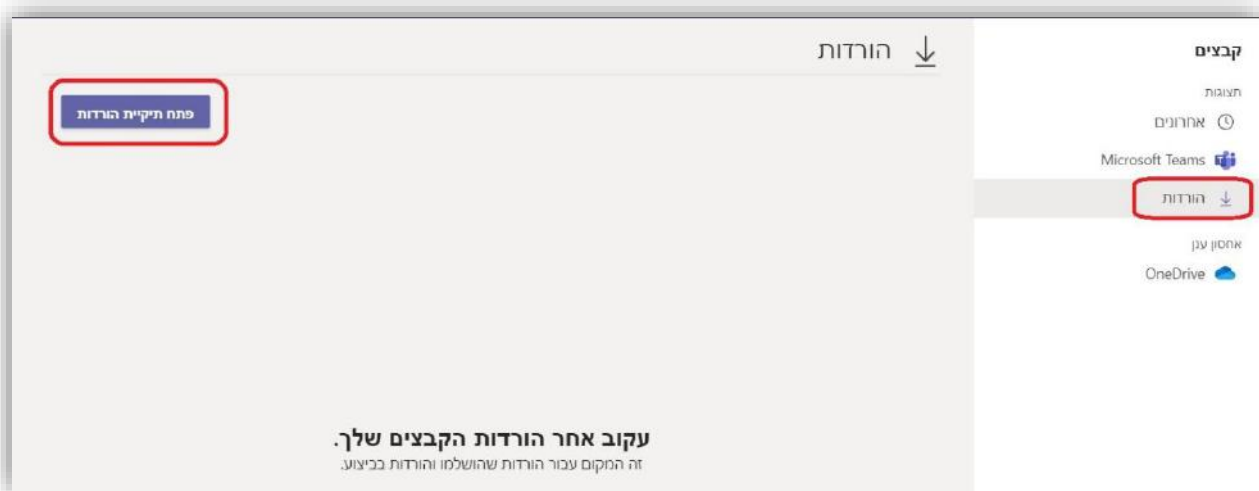 קבצים
תצוגות
אחרונים
Microsoft Teams
הורדות
אחסון ענן
OneDrive
הורדות
פתח תיקיית הורדות
עקוב אחר הורדות הקבצים שלך.
זה המקום עבור הורדות שהושלמו והורדות בביצוע.